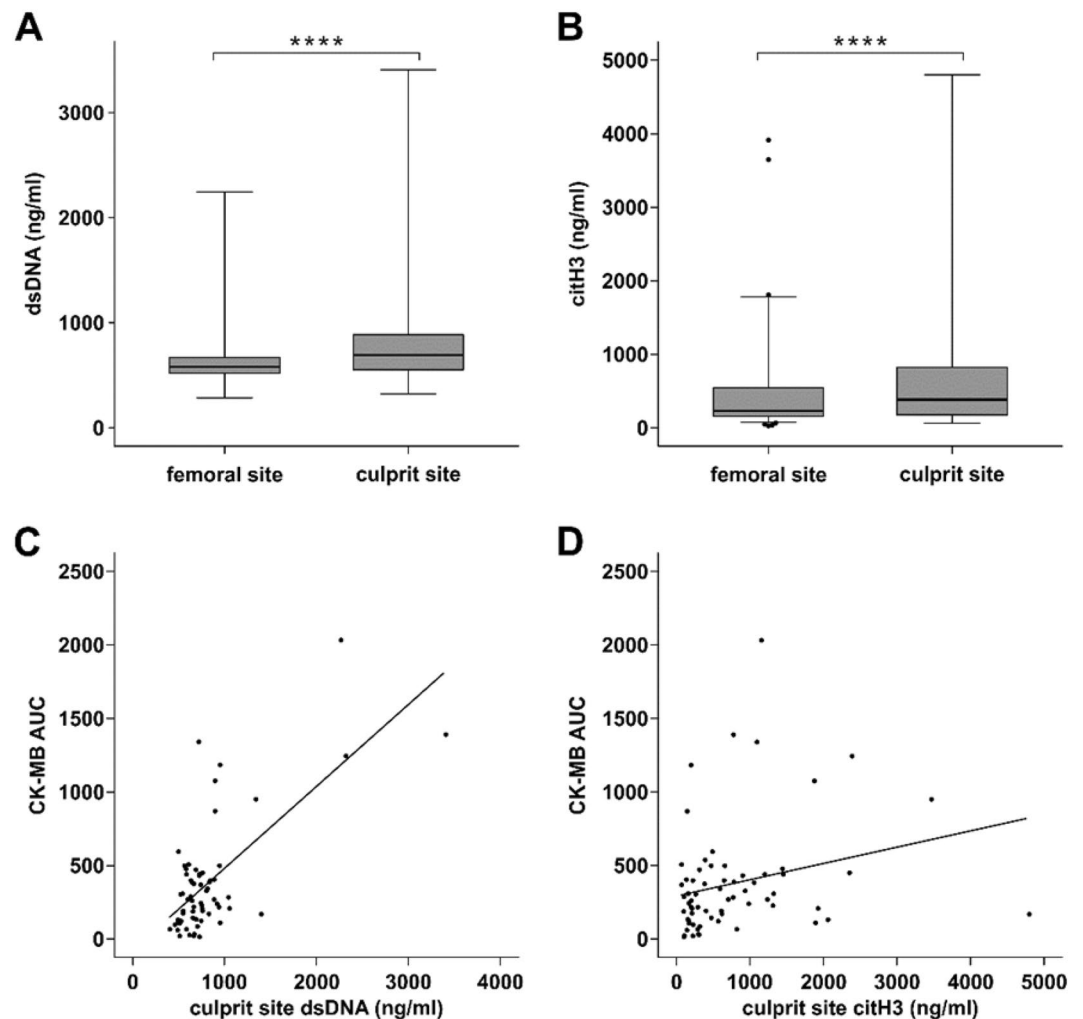 A
****
dsDNA (ng/ml)
3000
2000
1000
0
femoral site culprit site
B
****
citH3 (ng/ml)
5000
4000
3000
2000
1000
0
femoral site culprit site
C
CK-MB AUC
2500
2000
1500
1000
500
0
0 1000 2000 3000 4000
culprit site dsDNA (ng/ml)
D
CK-MB AUC
2500
2000
1500
1000
500
0
0 1000 2000 3000 4000 5000
culprit site citH3 (ng/ml)